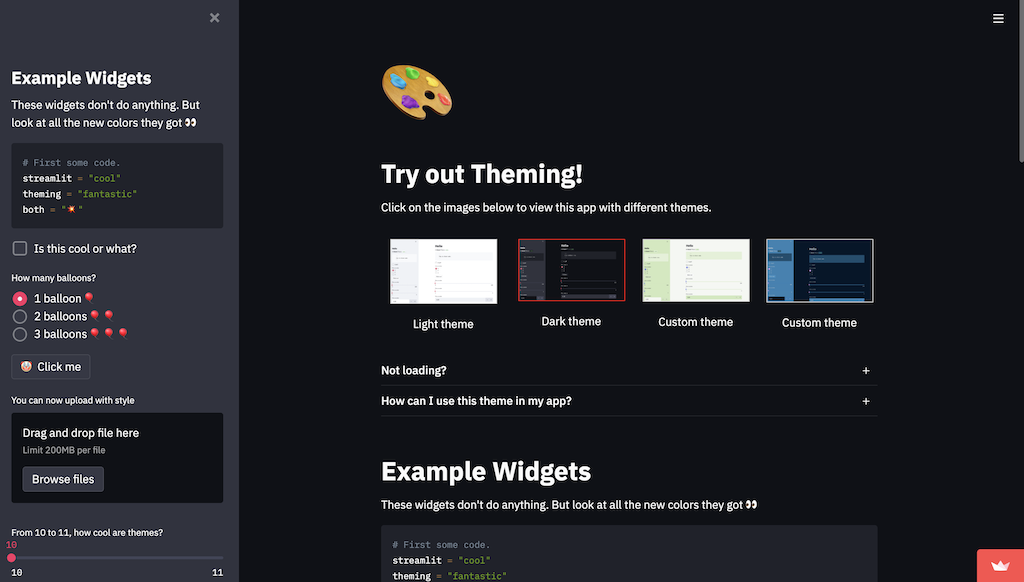 Example Widgets
These widgets don't do anything. But
look at all the new colors they got 👀
# First some code.
streamlit = "cool"
theming = "fantastic"
both = "💥"
Is this cool or what?
How many balloons?
1 balloon 🎈
2 balloons 🎈 🎈
3 balloons 🎈 🎈 🎈
🤡 Click me
You can now upload with style
Drag and drop file here
Limit 200MB per file
Browse files
From 10 to 11, how cool are themes?
10
10 11
Try out Theming!
Click on the images below to view this app with different themes.
Light theme
Dark theme
Custom theme
Custom theme
Not loading?
How can I use this theme in my app?
Example Widgets
These widgets don't do anything. But look at all the new colors they got 👀
# First some code.
streamlit = "cool"
theming = "fantastic"